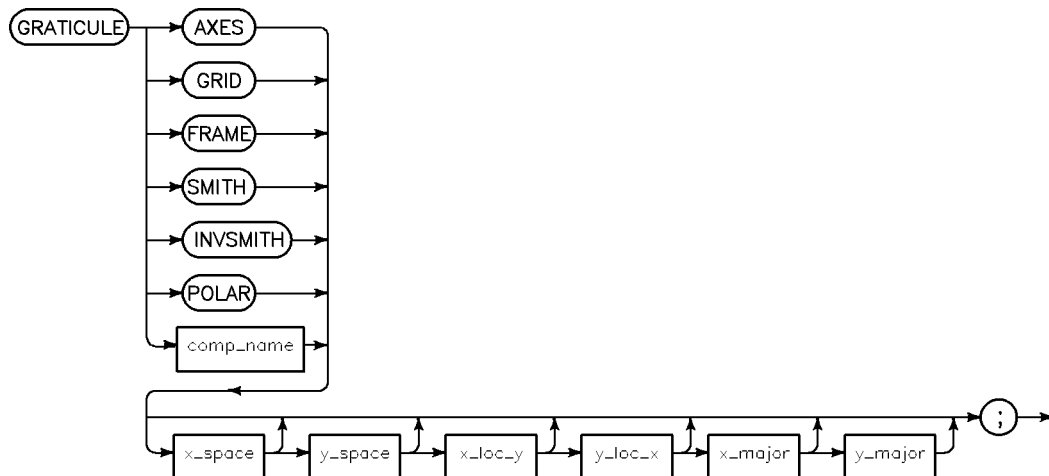 GRATICULE AXES
GRID
FRAME
SMITH
INVSMITH
POLAR
comp_name
;
x_space y_space x_loc_y y_loc_x x_major y_major